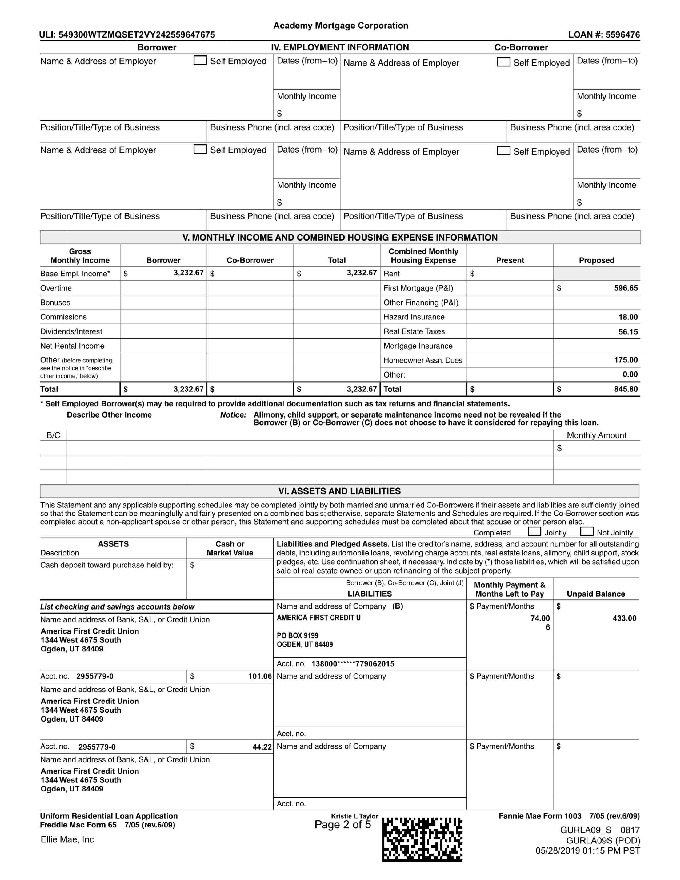 Academy Mortgage Corporation
ULI: 549300WTZMQSET2VY242559647675 LOAN #: 5596476
Borrower IV. EMPLOYMENT INFORMATION Co-Borrower
Name & Address of Employer Self Employed Dates (from–to) Name & Address of Employer Self Employed Dates (from–to)
Monthly Income Monthly Income
$ $
Position/Title/Type of Business Business Phone (incl. area code) Position/Title/Type of Business Business Phone (incl. area code)
Name & Address of Employer Self Employed Dates (from–to) Name & Address of Employer Self Employed Dates (from–to)
Monthly Income Monthly Income
$ $
Position/Title/Type of Business Business Phone (incl. area code) Position/Title/Type of Business Business Phone (incl. area code)
V. MONTHLY INCOME AND COMBINED HOUSING EXPENSE INFORMATION
Gross Monthly Income Borrower Co-Borrower Total Combined Monthly Housing Expense Present Proposed
Base Empl. Income* $ 3,232.67 $ $ 3,232.67 Rent $
Overtime First Mortgage (P&I) $ 596.65
Bonuses Other Financing (P&I)
Commissions Hazard Insurance 18.00
Dividends/Interest Real Estate Taxes 56.15
Net Rental Income Mortgage Insurance
Other (before completing, see the notice in "describe other income," below) Homeowner Assn. Dues 175.00
Other: 0.00
Total $ 3,232.67 $ $ 3,232.67 Total $ $ 845.80
* Self Employed Borrower(s) may be required to provide additional documentation such as tax returns and financial statements.
Describe Other Income Notice: Alimony, child support, or separate maintenance income need not be revealed if the
Borrower (B) or Co-Borrower (C) does not choose to have it considered for repaying this loan.
B/C Monthly Amount
$
VI. ASSETS AND LIABILITIES
This Statement and any applicable supporting schedules may be completed jointly by both married and unmarried Co-Borrowers if their assets and liabilities are sufficiently joined
so that the Statement can be meaningfully and fairly presented on a combined basis; otherwise, separate Statements and Schedules are required. If the Co-Borrower section was
completed about a non-applicant spouse or other person, this Statement and supporting schedules must be completed about that spouse or other person also.
Completed Jointly Not Jointly
ASSETS Cash or Market Value
Description
Cash deposit toward purchase held by: $
Liabilities and Pledged Assets. List the creditor's name, address, and account number for all outstanding
debts, including automobile loans, revolving charge accounts, real estate loans, alimony, child support, stock
pledges, etc. Use continuation sheet, if necessary. Indicate by (*) those liabilities, which will be satisfied upon
sale of real estate owned or upon refinancing of the subject property.
Borrower (B), Co-Borrower (C), Joint (J)
LIABILITIES Monthly Payment & Months Left to Pay Unpaid Balance
List checking and savings accounts below Name and address of Company (B) $ Payment/Months $
Name and address of Bank, S&L, or Credit Union AMERICA FIRST CREDIT U 74.00 433.00
6
America First Credit Union
1344 West 4675 South PO BOX 9199
Ogden, UT 84409 OGDEN, UT 84409
Acct. no. 138000******779062015
Acct. no. 2955779-0 $ 101.06 Name and address of Company $ Payment/Months $
Name and address of Bank, S&L, or Credit Union
America First Credit Union
1344 West 4675 South
Ogden, UT 84409
Acct. no.
Acct. no. 2955779-0 $ 44.22 Name and address of Company $ Payment/Months $
Name and address of Bank, S&L, or Credit Union
America First Credit Union
1344 West 4675 South
Ogden, UT 84409
Acct. no.
Uniform Residential Loan Application Kristie L Taylor Fannie Mae Form 1003 7/05 (rev.6/09)
Freddie Mac Form 65 7/05 (rev.6/09) Page 2 of 5
GURLA09_S 0817
Ellie Mae, Inc GURLA09S (POD)
05/28/2019 01:15 PM PST